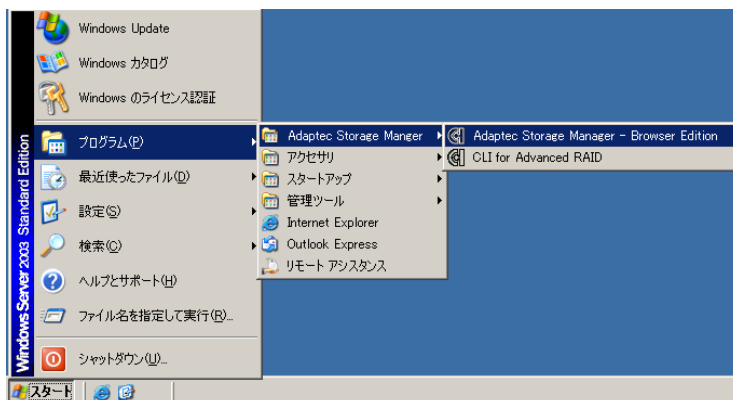 Windows Update
Windows カタログ
Windows のライセンス認証
プログラム(P)
最近使ったファイル(D)
設定(S)
検索(C)
ヘルプとサポート(H)
ファイル名を指定して実行(R)...
シャットダウン(U)...
Windows Server 2003 Standard Edition
Adaptec Storage Manger
アクセサリ
スタートアップ
管理ツール
Internet Explorer
Outlook Express
リモート アシスタンス
Adaptec Storage Manager - Browser Edition
CLI for Advanced RAID
スタート